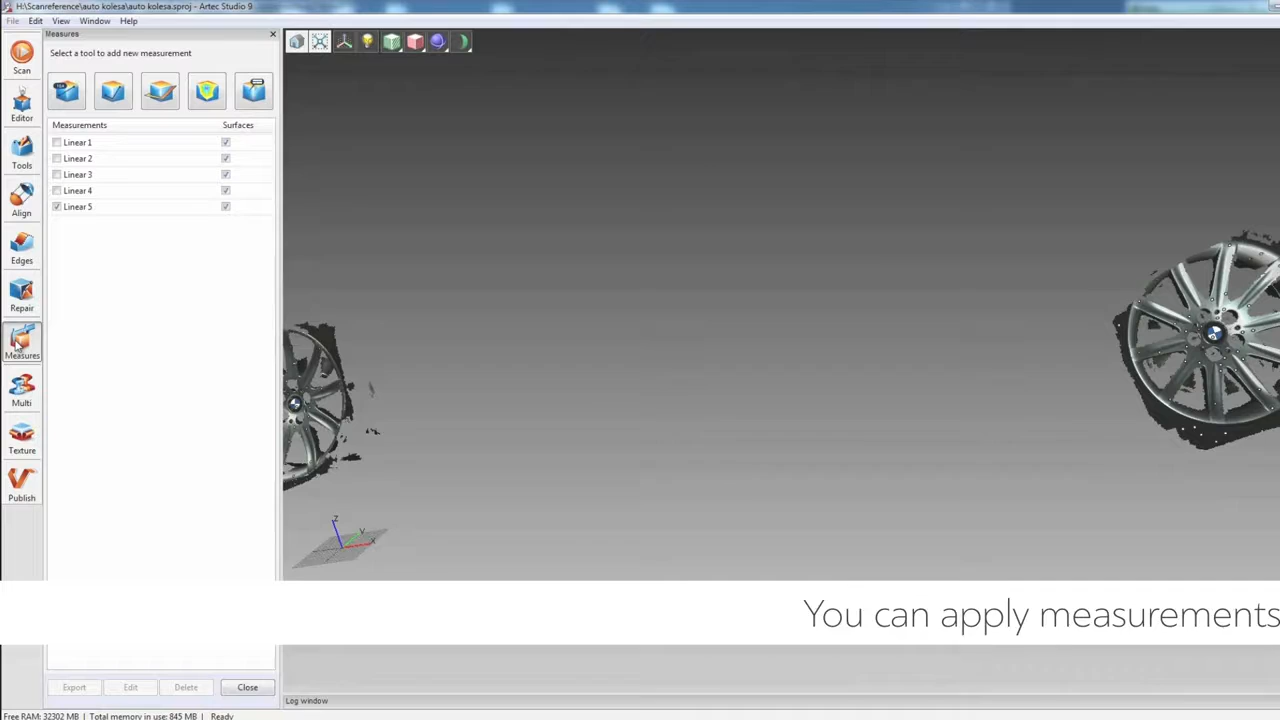 H:\Scanreference\auto kolesa\auto kolesa.sproj - Artec Studio 9
File Edit View Window Help
Scan
Editor
Tools
Align
Edges
Repair
Measures
Multi
Texture
Publish
Measures
Select a tool to add new measurement
Measurements Surfaces
Linear 1
Linear 2
Linear 3
Linear 4
Linear 5
Export Edit Delete Close
Z
Y
X
You can apply measurements
Log window
Free RAM: 32302 MB | Total memory in use: 845 MB | Ready